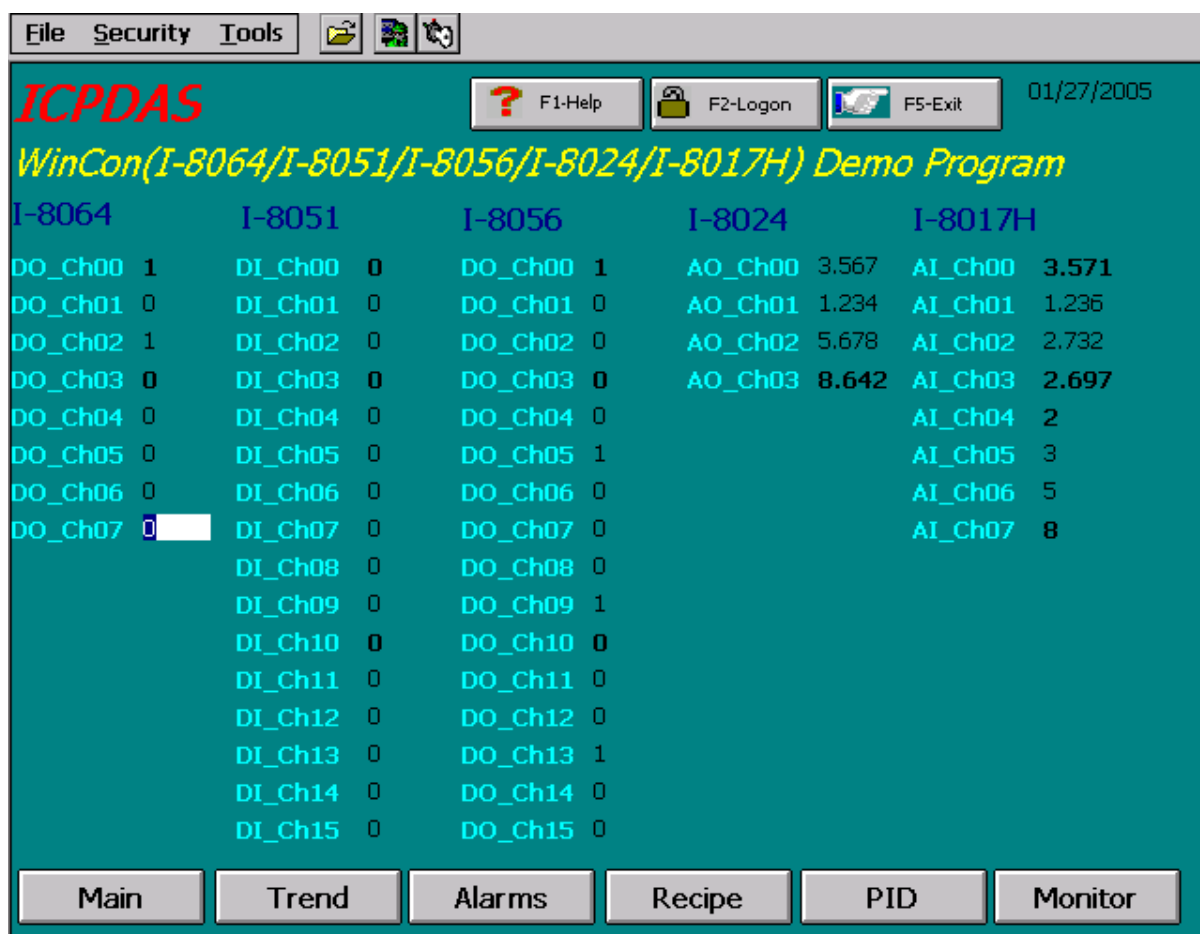 File Security Tools
ICPDAS F1-Help F2-Logon F5-Exit 01/27/2005
WinCon(I-8064/I-8051/I-8056/I-8024/I-8017H) Demo Program
I-8064 I-8051 I-8056 I-8024 I-8017H
DO_Ch00 1 DI_Ch00 0 DO_Ch00 1 AO_Ch00 3.567 AI_Ch00 3.571
DO_Ch01 0 DI_Ch01 0 DO_Ch01 0 AO_Ch01 1.234 AI_Ch01 1.236
DO_Ch02 1 DI_Ch02 0 DO_Ch02 0 AO_Ch02 5.678 AI_Ch02 2.732
DO_Ch03 0 DI_Ch03 0 DO_Ch03 0 AO_Ch03 8.642 AI_Ch03 2.697
DO_Ch04 0 DI_Ch04 0 DO_Ch04 0 AI_Ch04 2
DO_Ch05 0 DI_Ch05 0 DO_Ch05 1 AI_Ch05 3
DO_Ch06 0 DI_Ch06 0 DO_Ch06 0 AI_Ch06 5
DO_Ch07 0 DI_Ch07 0 DO_Ch07 0 AI_Ch07 8
DI_Ch08 0 DO_Ch08 0
DI_Ch09 0 DO_Ch09 1
DI_Ch10 0 DO_Ch10 0
DI_Ch11 0 DO_Ch11 0
DI_Ch12 0 DO_Ch12 0
DI_Ch13 0 DO_Ch13 1
DI_Ch14 0 DO_Ch14 0
DI_Ch15 0 DO_Ch15 0
Main Trend Alarms Recipe PID Monitor